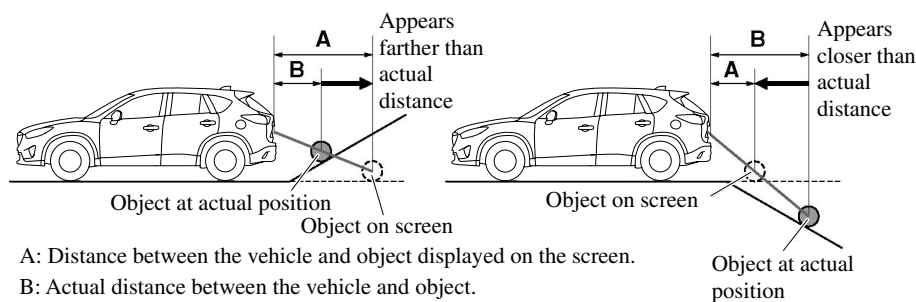 Appears
farther than
actual
distance
A
B
Object at actual position
Object on screen
Appears
closer than
actual
distance
B
A
Object on screen
Object at actual
position
A: Distance between the vehicle and object displayed on the screen.
B: Actual distance between the vehicle and object.